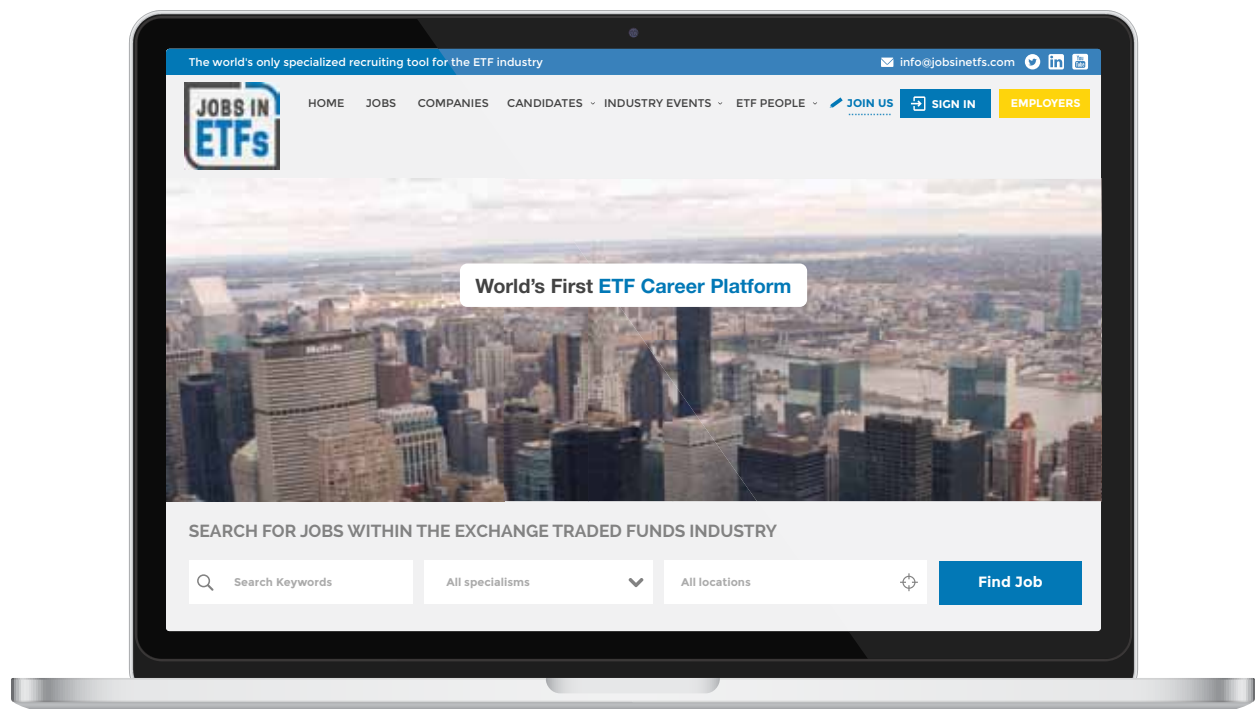 The world's only specialized recruiting tool for the ETF industry
info@jobsinetfs.com
JOBS IN
ETFs
HOME JOBS COMPANIES CANDIDATES INDUSTRY EVENTS ETF PEOPLE JOIN US SIGN IN EMPLOYERS
World's First ETF Career Platform
MetLife
SEARCH FOR JOBS WITHIN THE EXCHANGE TRADED FUNDS INDUSTRY
Search Keywords All specialisms All locations Find Job